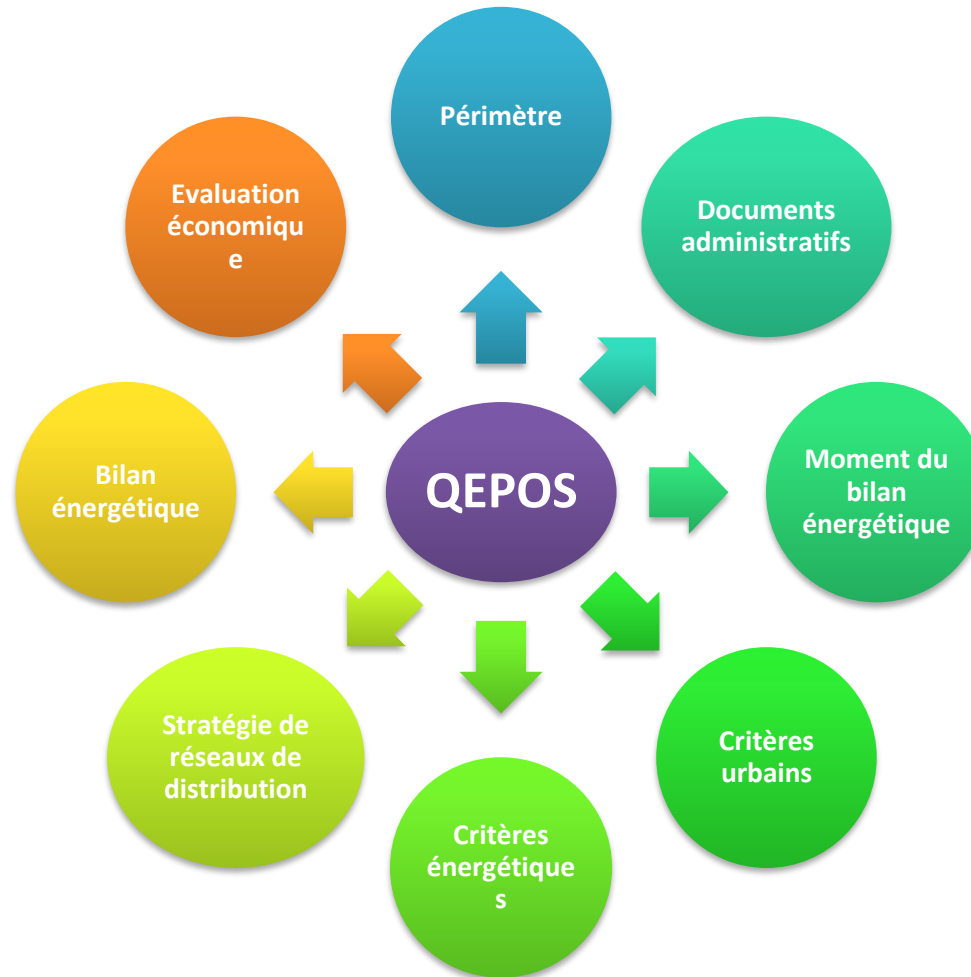 Périmètre
Evaluation
économiqu
e
Documents
administratifs
Bilan
énergétique
QEPOS
Moment du
bilan
énergétique
Stratégie de
réseaux de
distribution
Critères
urbains
Critères
énergétique
s